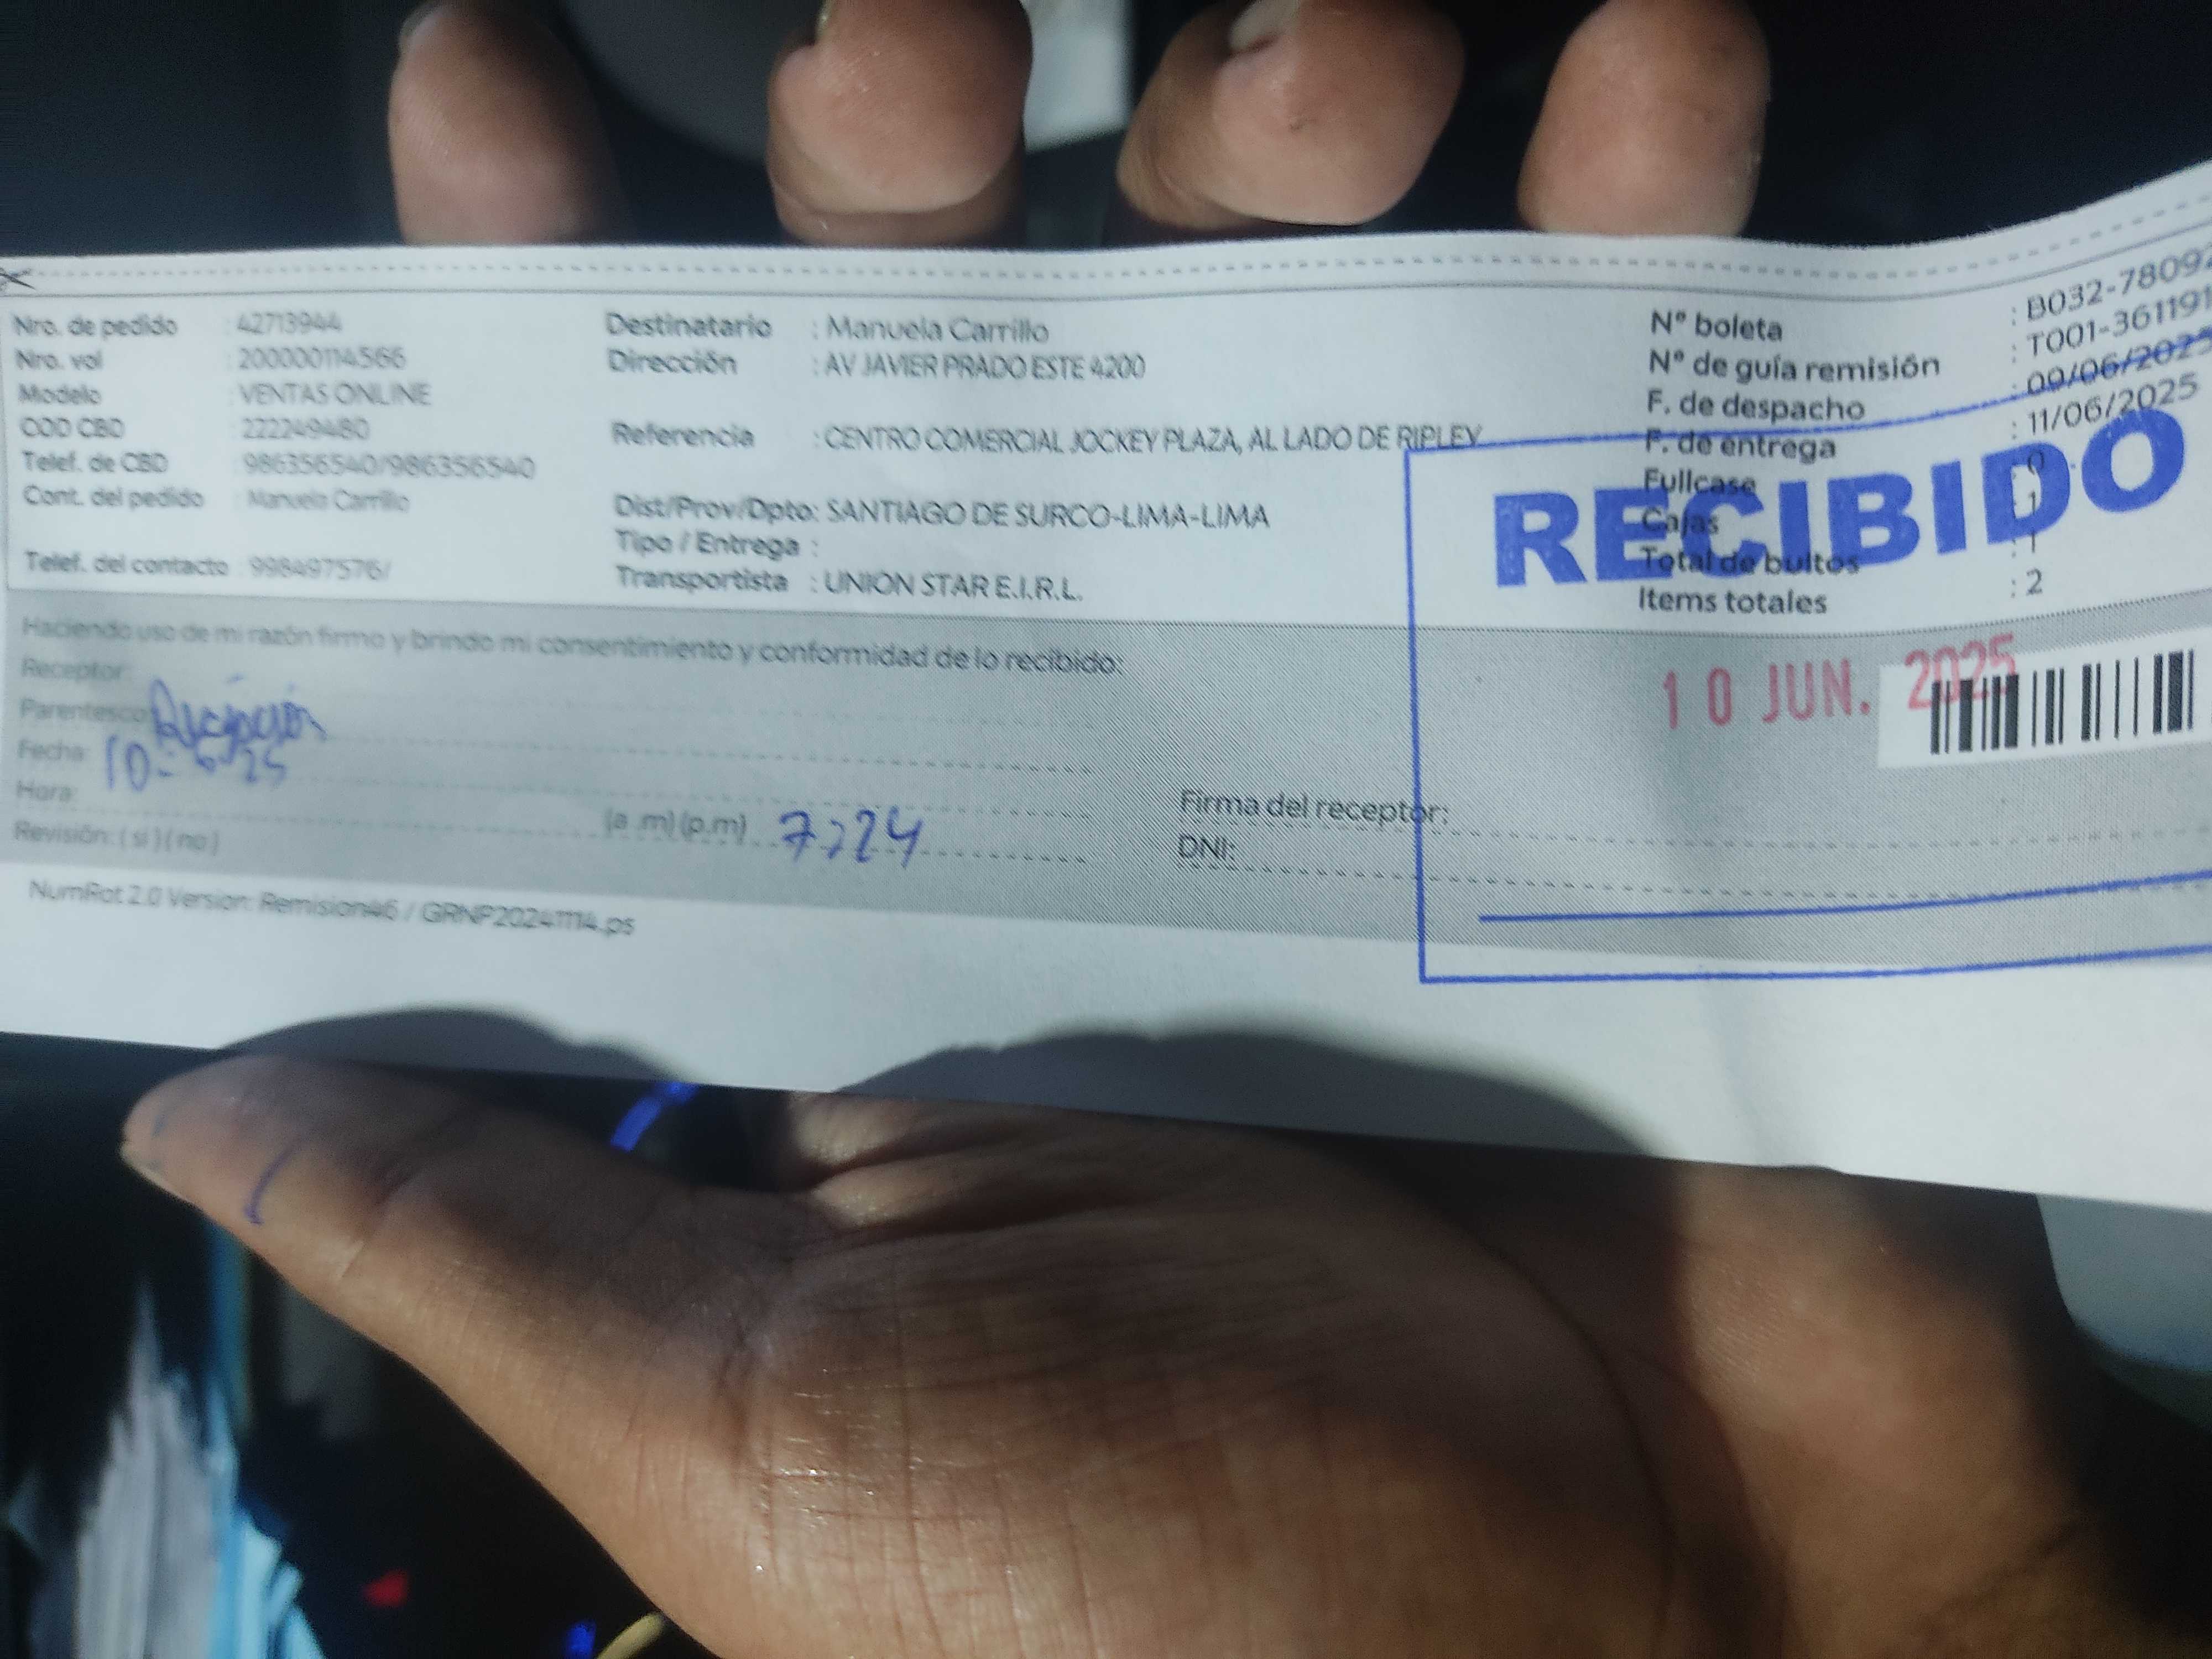 Nro. de pedido : 42713944
Nro. vol : 200000114566
Modelo : VENTAS ONLINE
COD CBD : 222249480
Telef. de CBD : 986356540/986356540
Cont. del pedido : Manuela Carrillo
Telef. del contacto : 998497576/
Destinatario : Manuela Carrillo
Dirección : AV JAVIER PRADO ESTE 4200
Referencia : CENTRO COMERCIAL JOCKEY PLAZA, AL LADO DE RIPLEY
Dist/Prov/Dpto: SANTIAGO DE SURCO-LIMA-LIMA
Tipo / Entrega :
Transportista : UNION STAR E.I.R.L.
N° boleta : B032-78092
N° de guía remisión : T001-361191
F. de despacho : 09/06/2025
F. de entrega : 11/06/2025
Fullcase : 0
Cajas : 1
Total de bultos : 1
Items totales : 2
RECIBIDO
10 JUN. 2025
Haciendo uso de mi razón firmo y brindo mi consentimiento y conformidad de lo recibido:
Receptor:
Parentesco:
Fecha: 10-6-25
Hora: (a.m) (p.m) 7:24
Revisión: ( si ) ( no )
Firma del receptor:
DNI:
NumRot 2.0 Version: Remision46 / GRNP20241114.ps